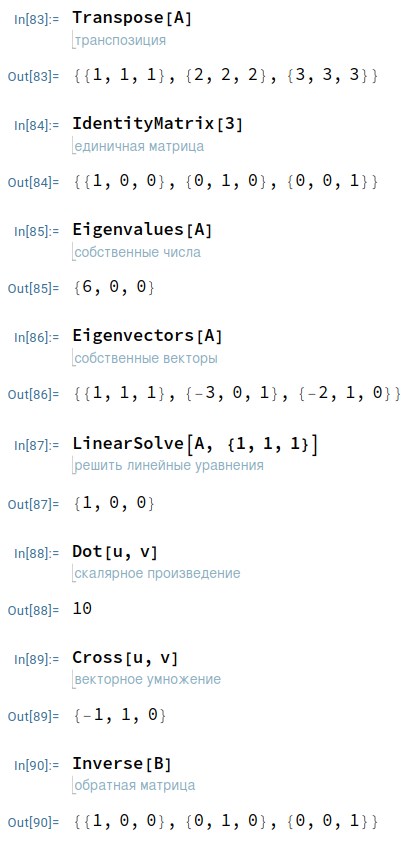 In[83]:= Transpose[A]
транспозиция
Out[83]= {{1, 1, 1}, {2, 2, 2}, {3, 3, 3}}
In[84]:= IdentityMatrix[3]
единичная матрица
Out[84]= {{1, 0, 0}, {0, 1, 0}, {0, 0, 1}}
In[85]:= Eigenvalues[A]
собственные числа
Out[85]= {6, 0, 0}
In[86]:= Eigenvectors[A]
собственные векторы
Out[86]= {{1, 1, 1}, {-3, 0, 1}, {-2, 1, 0}}
In[87]:= LinearSolve[A, {1, 1, 1}]
решить линейные уравнения
Out[87]= {1, 0, 0}
In[88]:= Dot[u, v]
скалярное произведение
Out[88]= 10
In[89]:= Cross[u, v]
векторное умножение
Out[89]= {-1, 1, 0}
In[90]:= Inverse[B]
обратная матрица
Out[90]= {{1, 0, 0}, {0, 1, 0}, {0, 0, 1}}